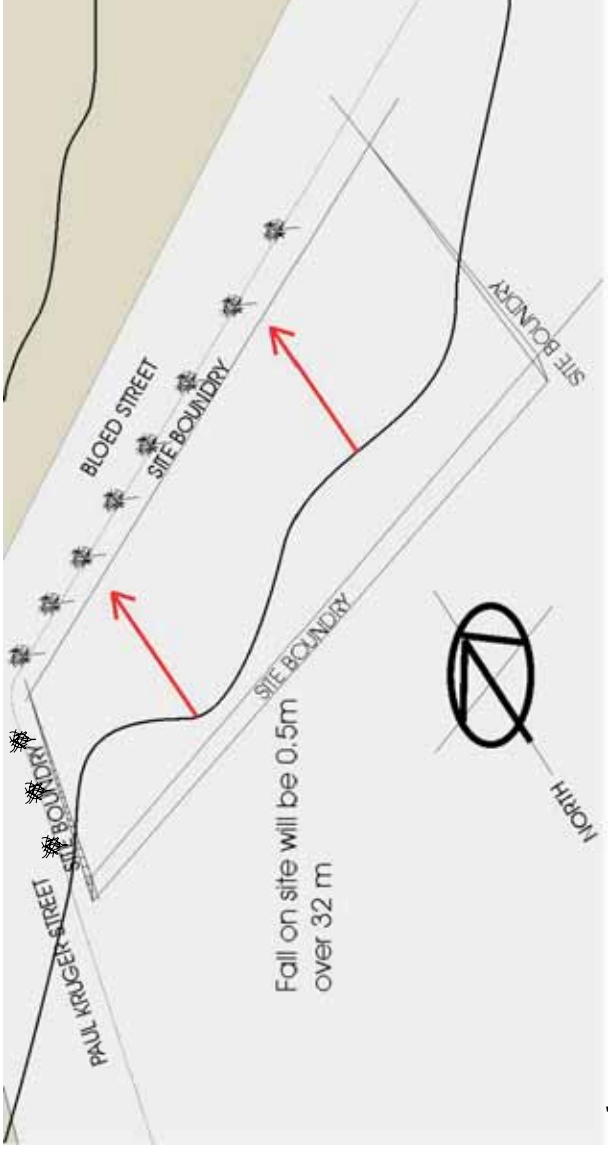 BLOED STREET
SITE BOUNDRY
SITE BOUNDRY
SITE BOUNDRY
SITE BOUNDRY
PAUL KRUGER STREET
Fall on site will be 0.5m
over 32 m
NORTH